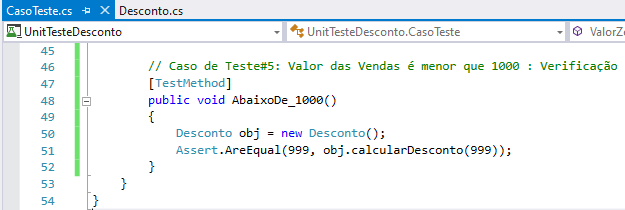 CasoTeste.cs Desconto.cs
UnitTesteDesconto UnitTesteDesconto.CasoTeste ValorZ
45
46 // Caso de Teste#5: Valor das Vendas é menor que 1000 : Verificação
47 [TestMethod]
48 public void AbaixoDe_1000()
49 {
50 Desconto obj = new Desconto();
51 Assert.AreEqual(999, obj.calcularDesconto(999));
52 }
53 }
54 }